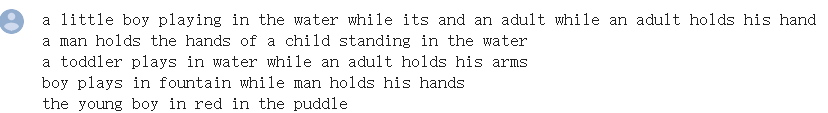 a little boy playing in the water while its and an adult while an adult holds his hand
a man holds the hands of a child standing in the water
a toddler plays in water while an adult holds his arms
boy plays in fountain while man holds his hands
the young boy in red in the puddle